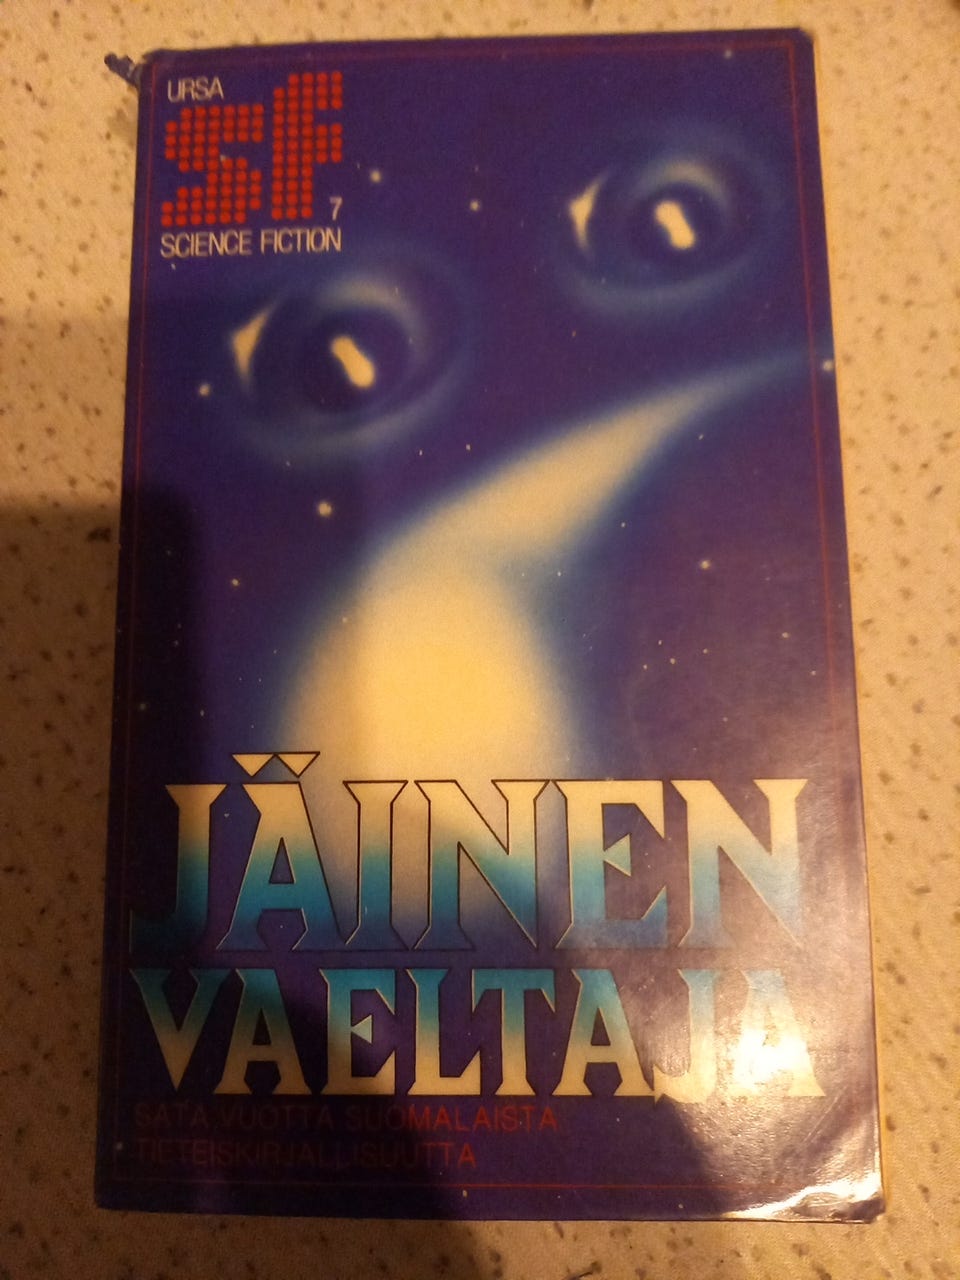 URSA
sf
7
SCIENCE FICTION
JÄINEN
VAELTAJA
SATA VUOTTA SUOMALAISTA
TIETEISKIRJALLISUUTTA